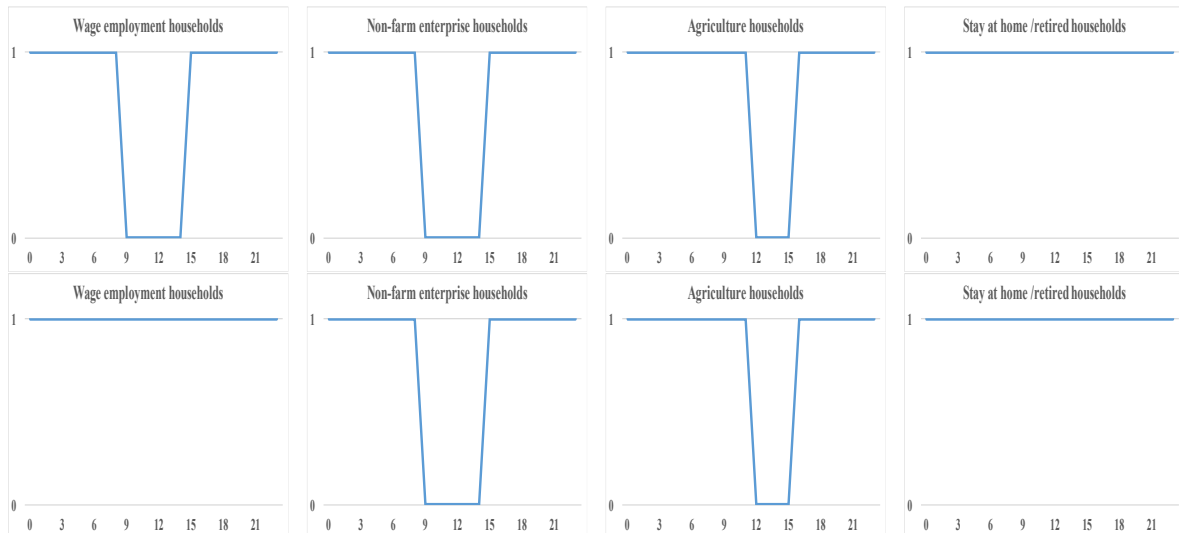 Wage employment households
1
0
0 3 6 9 12 15 18 21
Non-farm enterprise households
1
0
0 3 6 9 12 15 18 21
Agriculture households
1
0
0 3 6 9 12 15 18 21
Stay at home /retired households
1
0
0 3 6 9 12 15 18 21
Wage employment households
1
0
0 3 6 9 12 15 18 21
Non-farm enterprise households
1
0
0 3 6 9 12 15 18 21
Agriculture households
1
0
0 3 6 9 12 15 18 21
Stay at home /retired households
1
0
0 3 6 9 12 15 18 21